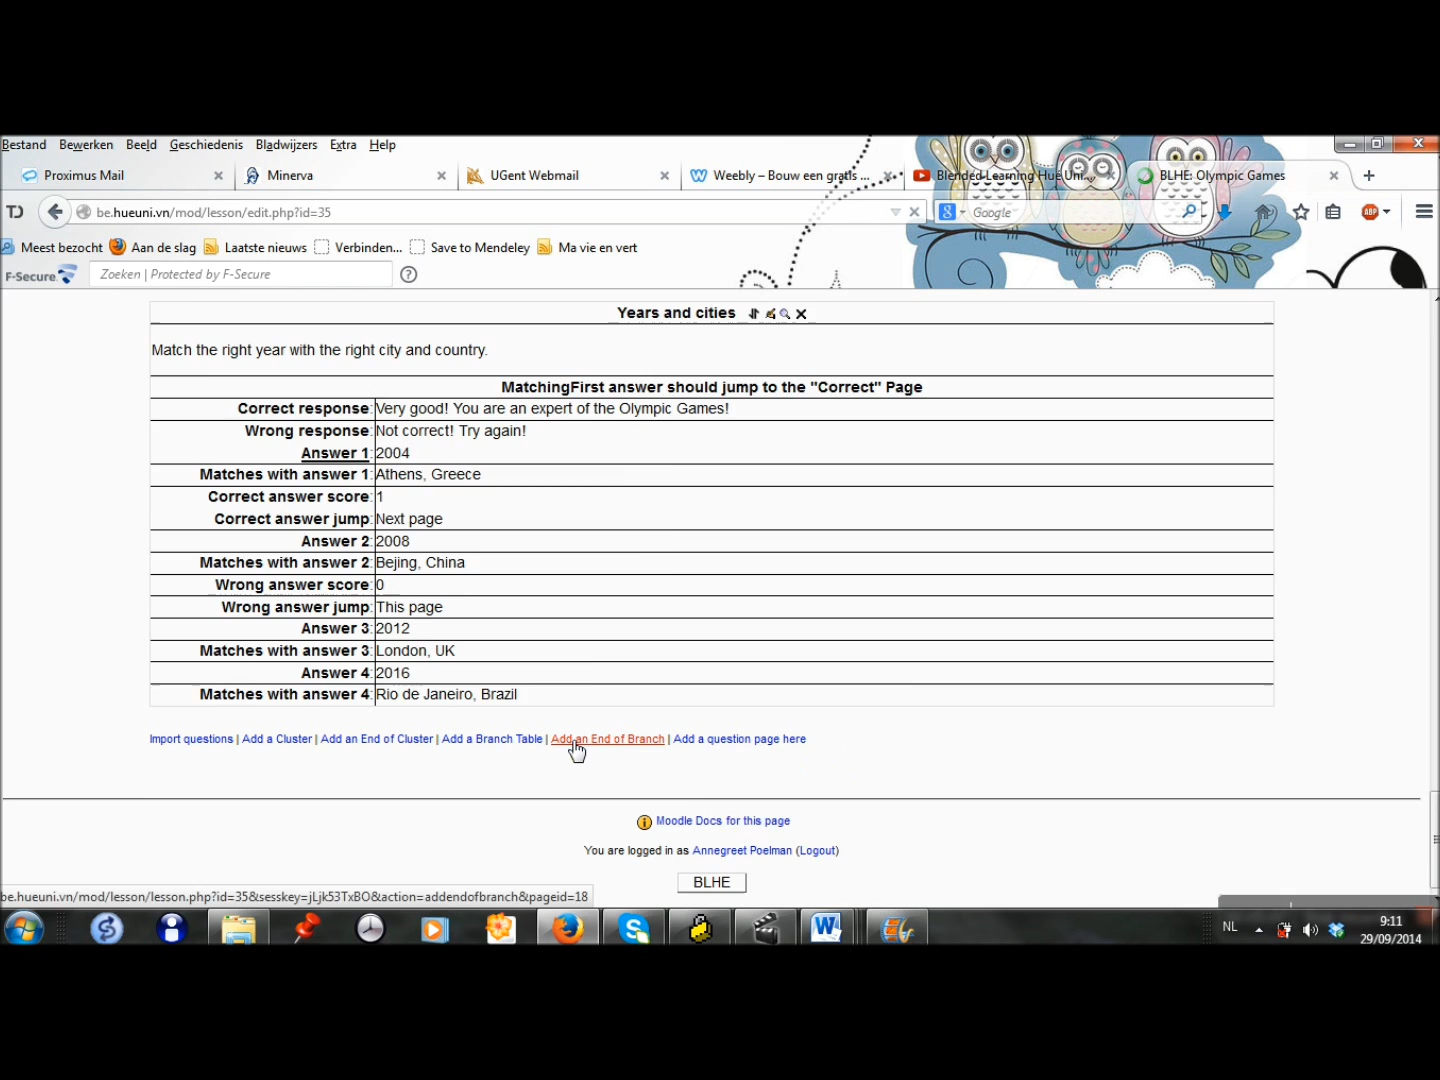 Bestand Bewerken Beeld Geschiedenis Bladwijzers Extra Help
Proximus Mail Minerva UGent Webmail Weebly – Bouw een gratis ... Blended Learning Hue Uni... BLHE: Olympic Games
be.hueuni.vn/mod/lesson/edit.php?id=35 Google ABP
Meest bezocht Aan de slag Laatste nieuws Verbinden... Save to Mendeley Ma vie en vert
F-Secure Zoeken | Protected by F-Secure
Years and cities
Match the right year with the right city and country.
MatchingFirst answer should jump to the "Correct" Page
Correct response: Very good! You are an expert of the Olympic Games!
Wrong response: Not correct! Try again!
Answer 1: 2004
Matches with answer 1: Athens, Greece
Correct answer score: 1
Correct answer jump: Next page
Answer 2: 2008
Matches with answer 2: Bejing, China
Wrong answer score: 0
Wrong answer jump: This page
Answer 3: 2012
Matches with answer 3: London, UK
Answer 4: 2016
Matches with answer 4: Rio de Janeiro, Brazil
Import questions | Add a Cluster | Add an End of Cluster | Add a Branch Table | Add an End of Branch | Add a question page here
Moodle Docs for this page
You are logged in as Annegreet Poelman (Logout)
BLHE
be.hueuni.vn/mod/lesson/lesson.php?id=35&sesskey=jLjk53TxBO&action=addendofbranch&pageid=18
NL 9:11
29/09/2014